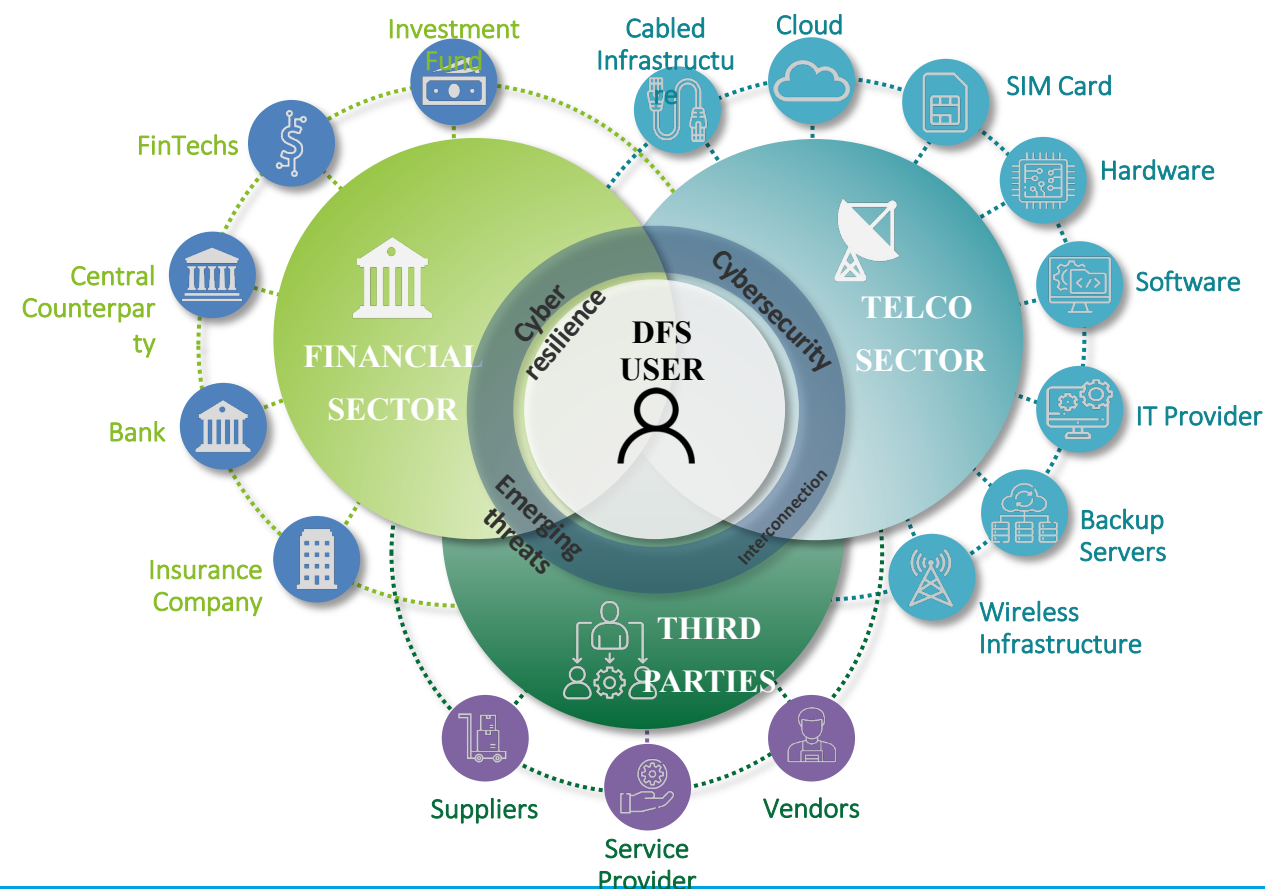 Investment
Fund
Cabled
Infrastructu
re
Cloud
SIM Card
Hardware
Software
IT Provider
Backup
Servers
Wireless
Infrastructure
FinTechs
Central
Counterpar
ty
Bank
Insurance
Company
FINANCIAL
SECTOR
TELCO
SECTOR
Cyber
resilience
Cybersecurity
DFS
USER
Emerging
threats
Interconnection
THIRD
PARTIES
Suppliers
Service
Provider
Vendors